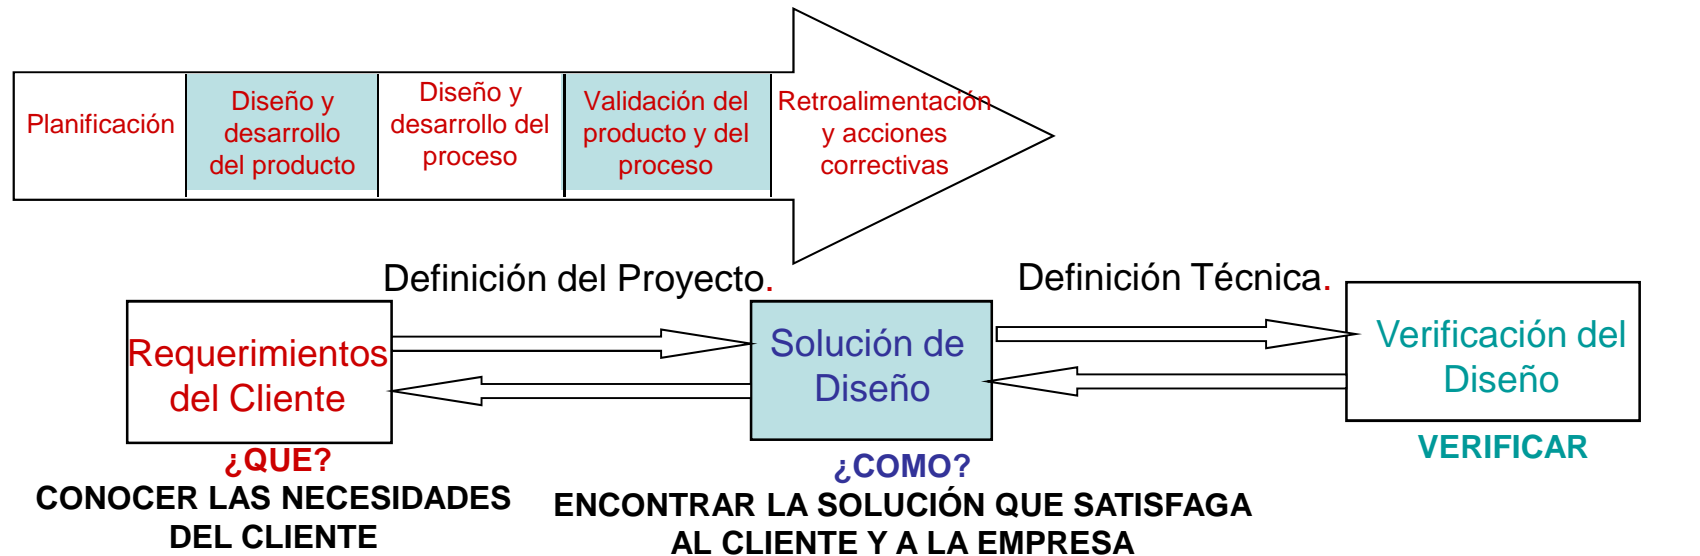 Planificación
Diseño y
desarrollo
del producto
Diseño y
desarrollo del
proceso
Validación del
producto y del
proceso
Retroalimentación
y acciones
correctivas
Definición del Proyecto.
Definición Técnica.
Requerimientos
del Cliente
Solución de
Diseño
Verificación del
Diseño
¿QUE?
CONOCER LAS NECESIDADES
DEL CLIENTE
¿COMO?
ENCONTRAR LA SOLUCIÓN QUE SATISFAGA
AL CLIENTE Y A LA EMPRESA
VERIFICAR